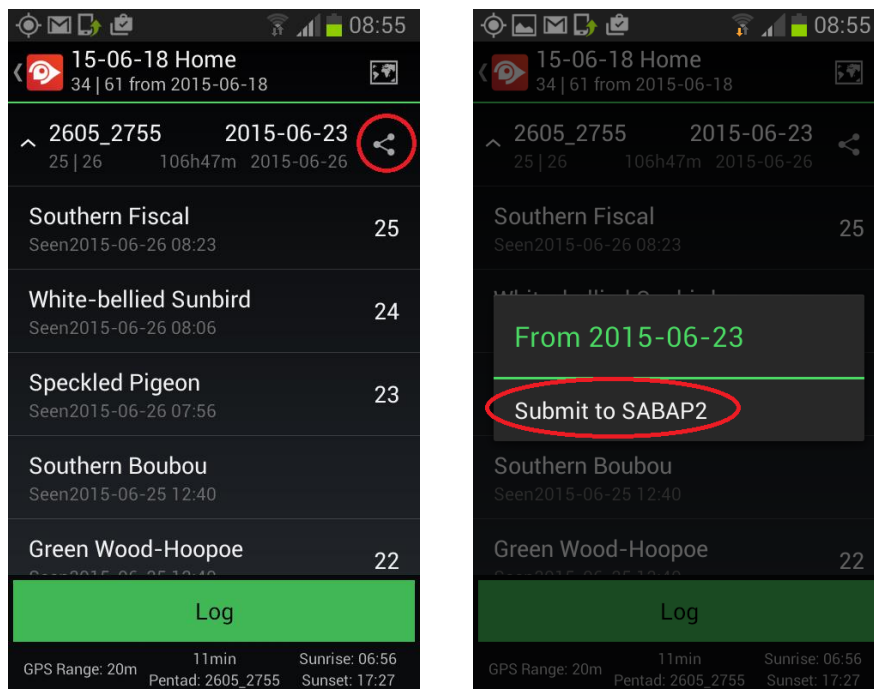 08:55
15-06-18 Home
34 | 61 from 2015-06-18
2605_2755 2015-06-23
25 | 26 106h47m 2015-06-26
Southern Fiscal 25
Seen2015-06-26 08:23
White-bellied Sunbird 24
Seen2015-06-26 08:06
Speckled Pigeon 23
Seen2015-06-26 07:56
Southern Boubou
Seen2015-06-25 12:40
Green Wood-Hoopoe 22
Log
GPS Range: 20m 11min Sunrise: 06:56
Pentad: 2605_2755 Sunset: 17:27
08:55
15-06-18 Home
34 | 61 from 2015-06-18
2605_2755 2015-06-23
25 | 26 106h47m 2015-06-26
Southern Fiscal 25
Seen2015-06-26 08:23
From 2015-06-23
Submit to SABAP2
Southern Boubou
Seen2015-06-25 12:40
Green Wood-Hoopoe 22
Log
GPS Range: 20m 11min Sunrise: 06:56
Pentad: 2605_2755 Sunset: 17:27